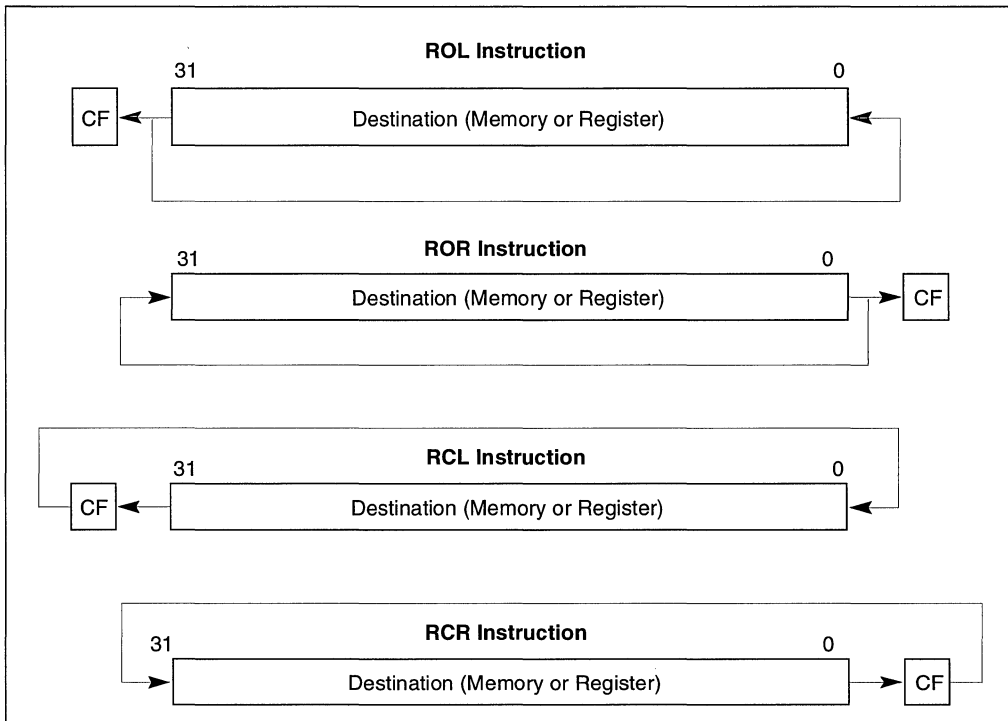 ROL Instruction
31 0
CF Destination (Memory or Register)
ROR Instruction
31 0
Destination (Memory or Register) CF
RCL Instruction
31 0
CF Destination (Memory or Register)
RCR Instruction
31 0
Destination (Memory or Register) CF